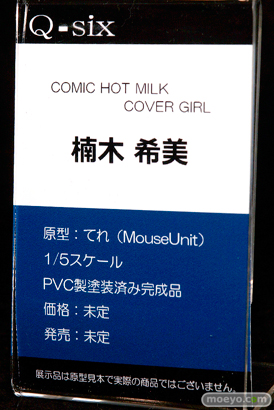 Q-six
COMIC HOT MILK
COVER GIRL
楠木 希美
原型：てれ（MouseUnit）
1/5スケール
PVC製塗装済み完成品
価格：未定
発売：未定
展示品は原型見本で実際の商品ではございません。
moeyo.com